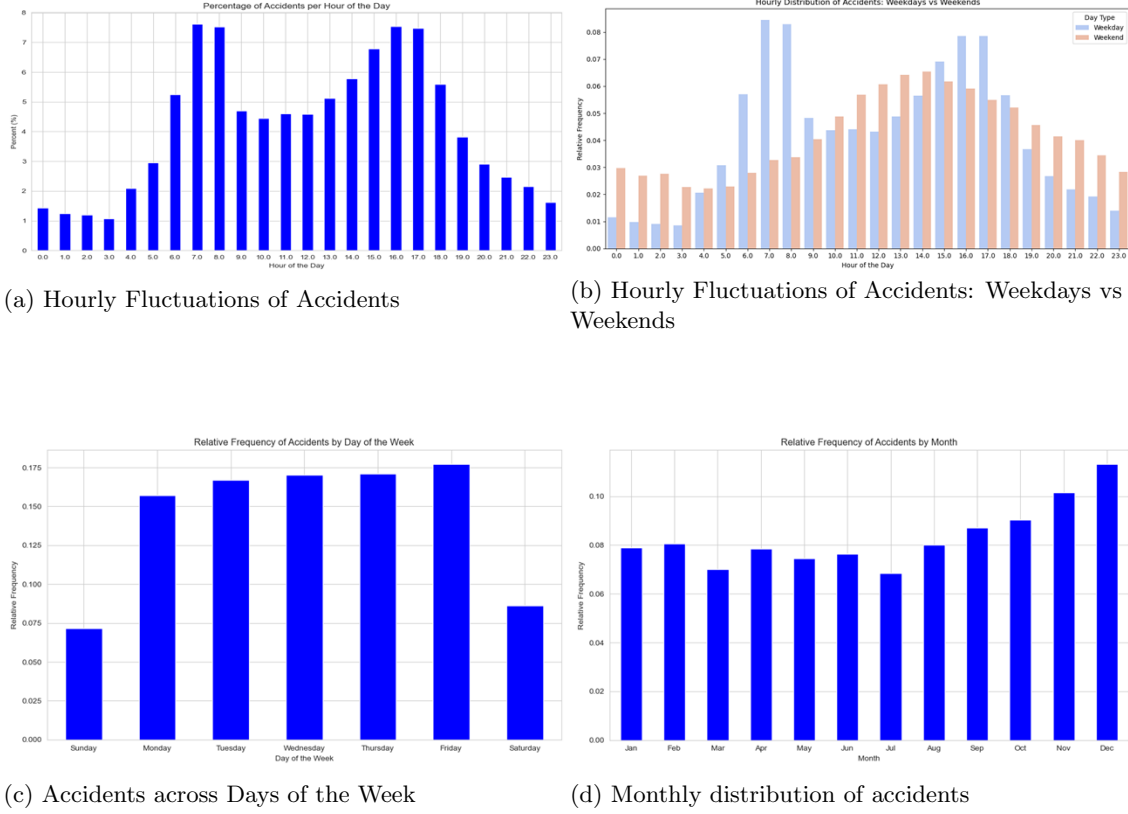 Percentage of Accidents per Hour of the Day
Percent (%)
8
7
6
5
4
3
2
1
0
0.0 1.0 2.0 3.0 4.0 5.0 6.0 7.0 8.0 9.0 10.0 11.0 12.0 13.0 14.0 15.0 16.0 17.0 18.0 19.0 20.0 21.0 22.0 23.0
Hour of the Day
(a) Hourly Fluctuations of Accidents
Hourly Distribution of Accidents: Weekdays vs Weekends
Day Type
Weekday
Weekend
Relative Frequency
0.08
0.07
0.06
0.05
0.04
0.03
0.02
0.01
0.00
0.0 1.0 2.0 3.0 4.0 5.0 6.0 7.0 8.0 9.0 10.0 11.0 12.0 13.0 14.0 15.0 16.0 17.0 18.0 19.0 20.0 21.0 22.0 23.0
Hour of the Day
(b) Hourly Fluctuations of Accidents: Weekdays vs
Weekends
Relative Frequency of Accidents by Day of the Week
Relative Frequency
0.175
0.150
0.125
0.100
0.075
0.050
0.025
0.000
Sunday Monday Tuesday Wednesday Thursday Friday Saturday
Day of the Week
(c) Accidents across Days of the Week
Relative Frequency of Accidents by Month
Relative Frequency
0.10
0.08
0.06
0.04
0.02
0.00
Jan Feb Mar Apr May Jun Jul Aug Sep Oct Nov Dec
Month
(d) Monthly distribution of accidents